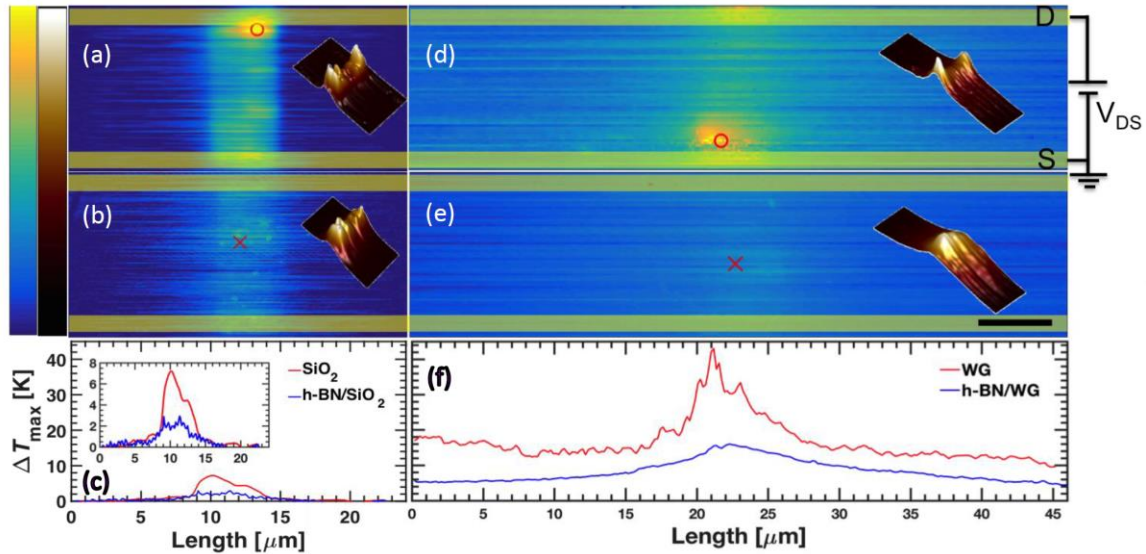 (a)
(d)
D
V_DS
S
(b)
(e)
40
30
20
10
0
ΔT_max [K]
8
6
4
2
0
0 5 10 15 20
SiO2
h-BN/SiO2
(c)
0 5 10 15 20
Length [μm]
(f)
WG
h-BN/WG
0 5 10 15 20 25 30 35 40 45
Length [μm]